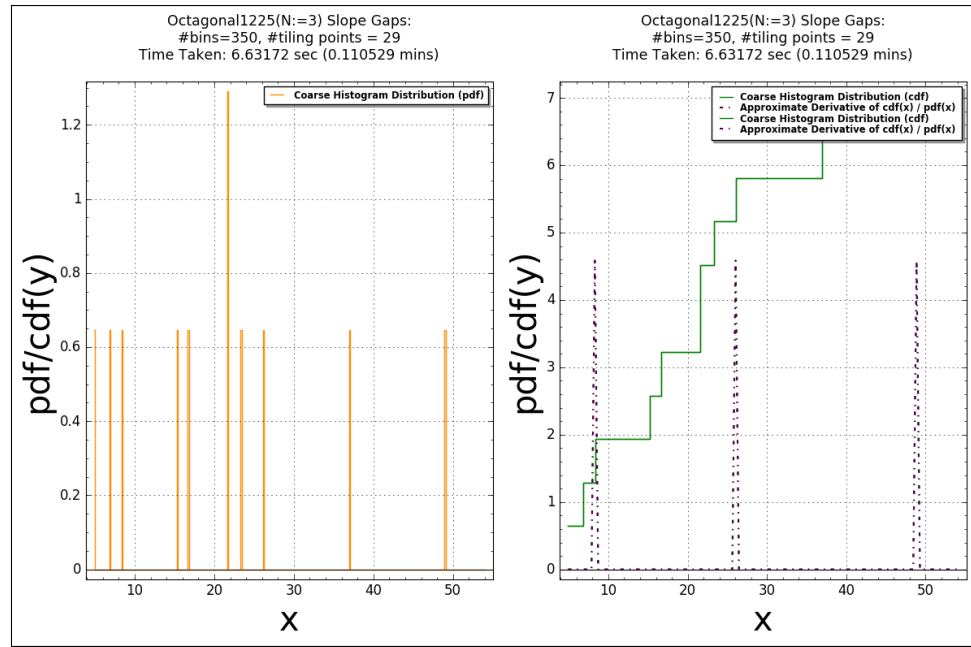 Octagonal1225(N:=3) Slope Gaps:
#bins=350, #tiling points = 29
Time Taken: 6.63172 sec (0.110529 mins)
Coarse Histogram Distribution (pdf)
1.2
1
0.8
0.6
0.4
0.2
0
pdf/cdf(y)
10
20
30
40
50
x
Octagonal1225(N:=3) Slope Gaps:
#bins=350, #tiling points = 29
Time Taken: 6.63172 sec (0.110529 mins)
Coarse Histogram Distribution (cdf)
Approximate Derivative of cdf(x) / pdf(x)
Coarse Histogram Distribution (cdf)
Approximate Derivative of cdf(x) / pdf(x)
7
6
5
4
3
2
1
0
pdf/cdf(y)
10
20
30
40
50
x